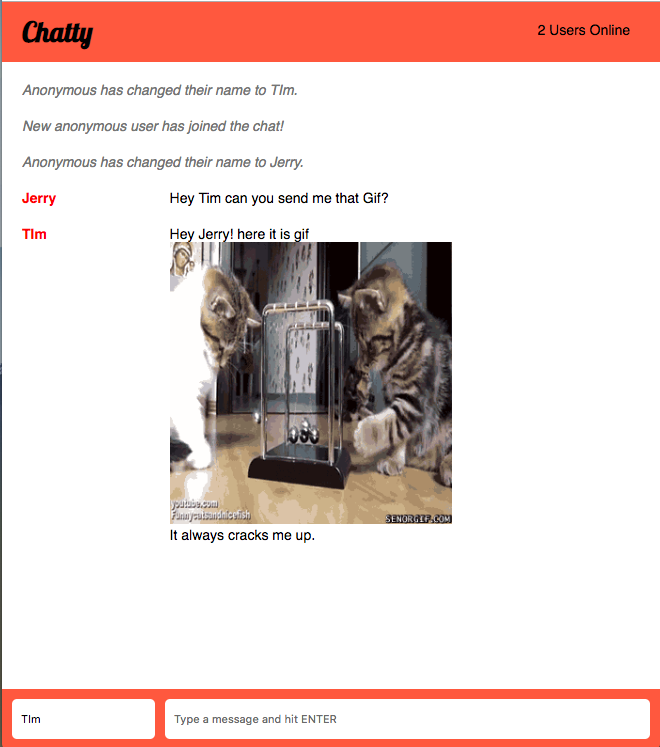 Chatty
2 Users Online
Anonymous has changed their name to TIm.
New anonymous user has joined the chat!
Anonymous has changed their name to Jerry.
Jerry Hey Tim can you send me that Gif?
TIm Hey Jerry! here it is gif
youtube.com
Funnycatsandnicefish
SENORGIF.COM
It always cracks me up.
TIm
Type a message and hit ENTER